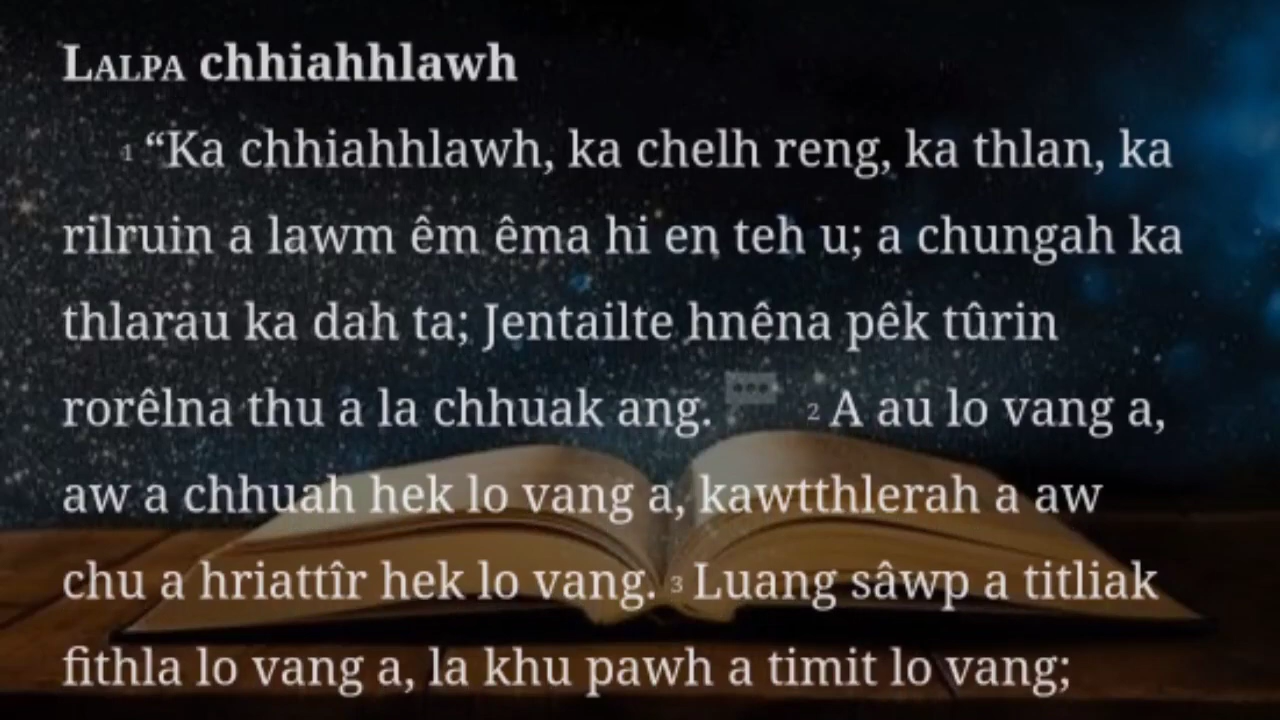 LALPA chhiahhlawh
1 “Ka chhiahhlawh, ka chelh reng, ka thlan, ka
rilruin a lawm êm êma hi en teh u; a chungah ka
thlarau ka dah ta; Jentailte hnêna pêk tûrin
rorêlna thu a la chhuak ang. 2 A au lo vang a,
aw a chhuah hek lo vang a, kawtthlerah a aw
chu a hriattîr hek lo vang. 3 Luang sâwp a titliak
fithla lo vang a, la khu pawh a timit lo vang;